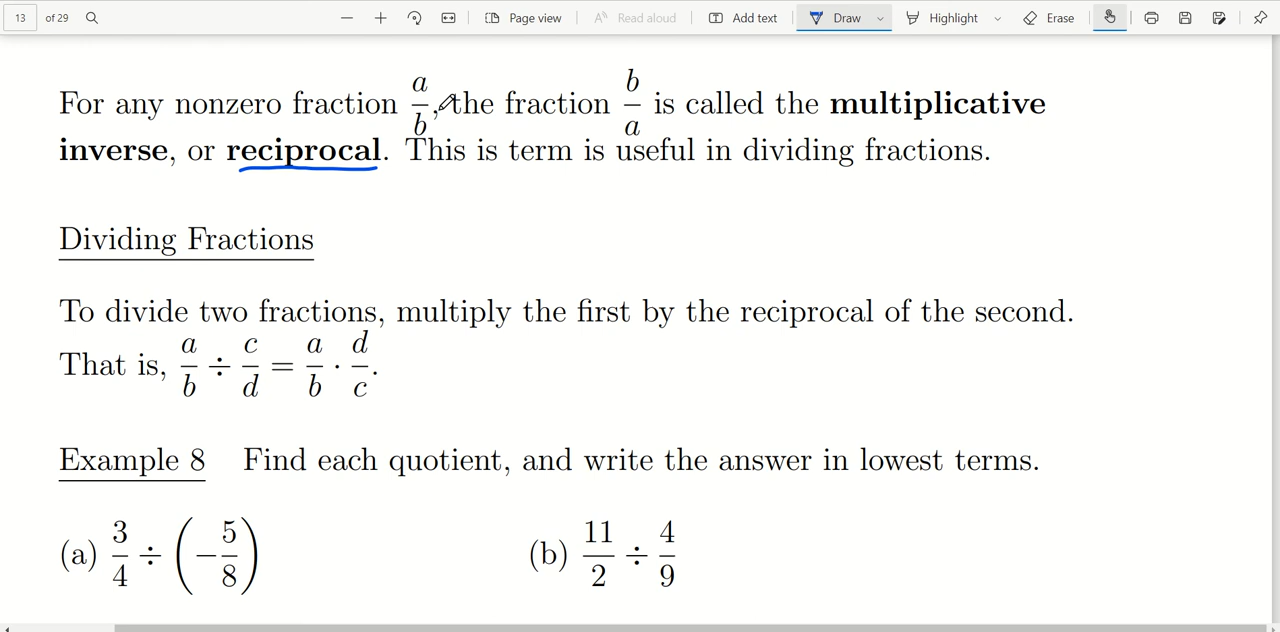 13 of 29 Page view Read aloud Add text Draw Highlight Erase
For any nonzero fraction a/b, the fraction b/a is called the multiplicative
inverse, or reciprocal. This is term is useful in dividing fractions.
Dividing Fractions
To divide two fractions, multiply the first by the reciprocal of the second.
That is, a/b ÷ c/d = a/b · d/c.
Example 8 Find each quotient, and write the answer in lowest terms.
(a) 3/4 ÷ (−5/8) (b) 11/2 ÷ 4/9